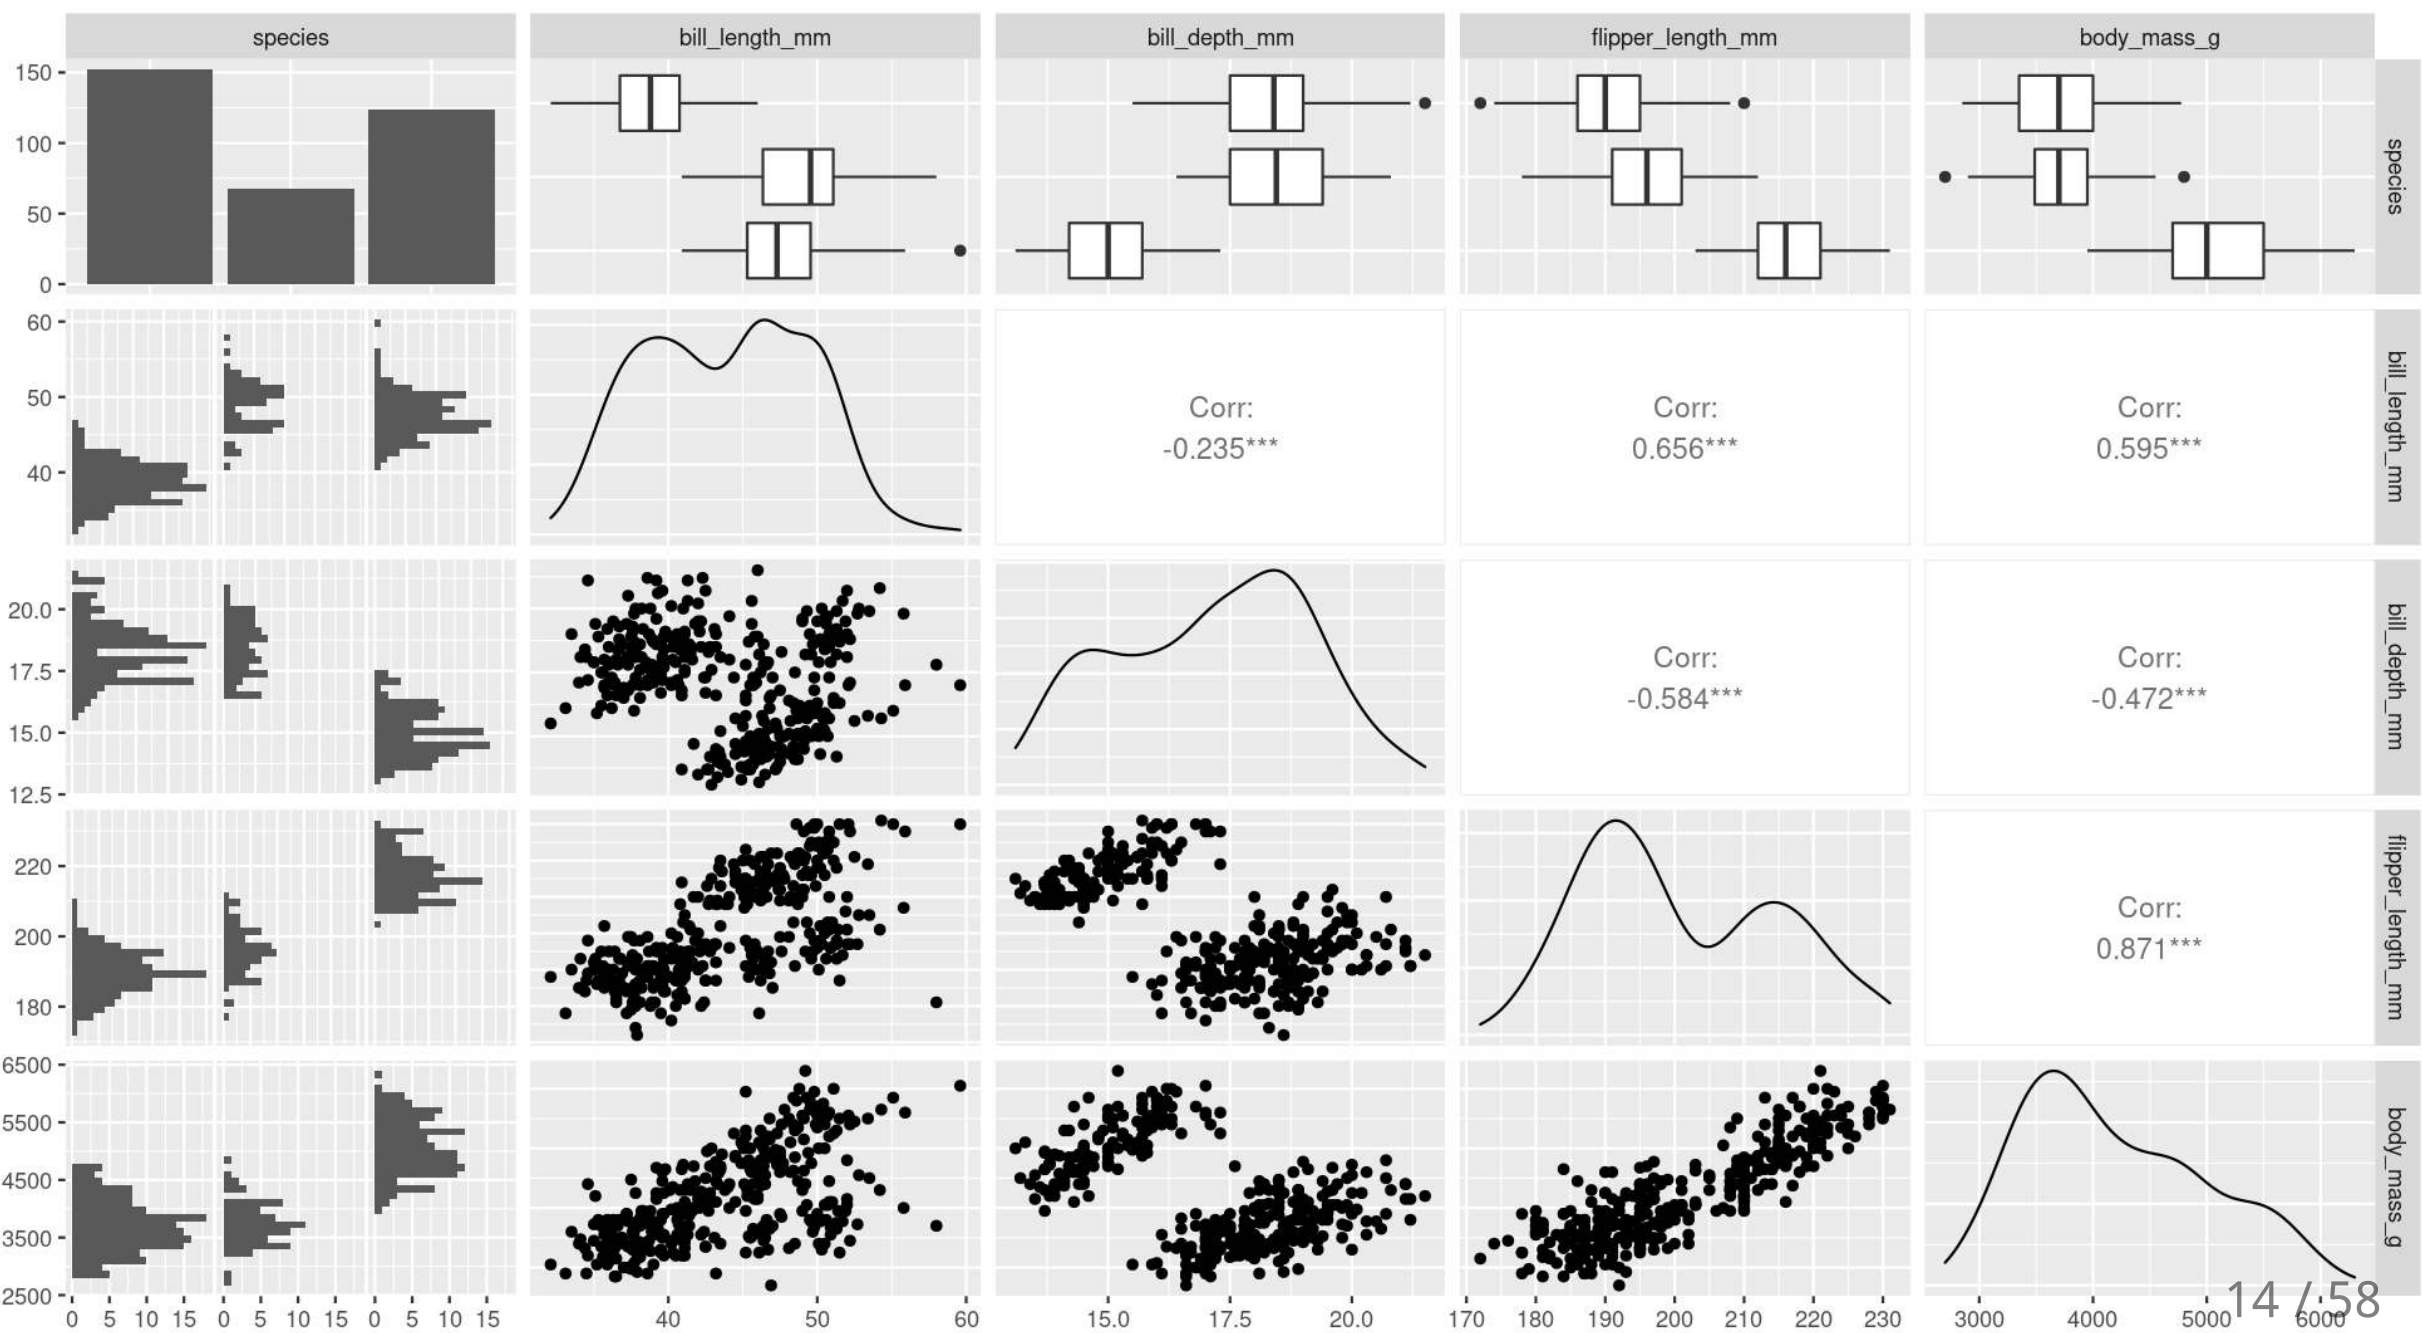 species bill_length_mm bill_depth_mm flipper_length_mm body_mass_g
150
100
50
0
species
60
50
40
Corr:
-0.235***
Corr:
0.656***
Corr:
0.595***
bill_length_mm
20.0
17.5
15.0
12.5
Corr:
-0.584***
Corr:
-0.472***
bill_depth_mm
220
200
180
Corr:
0.871***
flipper_length_mm
6500
5500
4500
3500
2500
body_mass_g
0 5 10 15 0 5 10 15 0 5 10 15 40 50 60 15.0 17.5 20.0 170 180 190 200 210 220 230 3000 4000 5000 6000
14 / 58